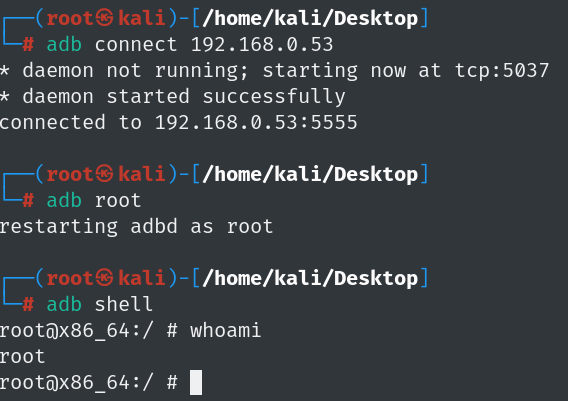 ┌──(root㉿kali)-[/home/kali/Desktop]
└─# adb connect 192.168.0.53
* daemon not running; starting now at tcp:5037
* daemon started successfully
connected to 192.168.0.53:5555
┌──(root㉿kali)-[/home/kali/Desktop]
└─# adb root
restarting adbd as root
┌──(root㉿kali)-[/home/kali/Desktop]
└─# adb shell
root@x86_64:/ # whoami
root
root@x86_64:/ #